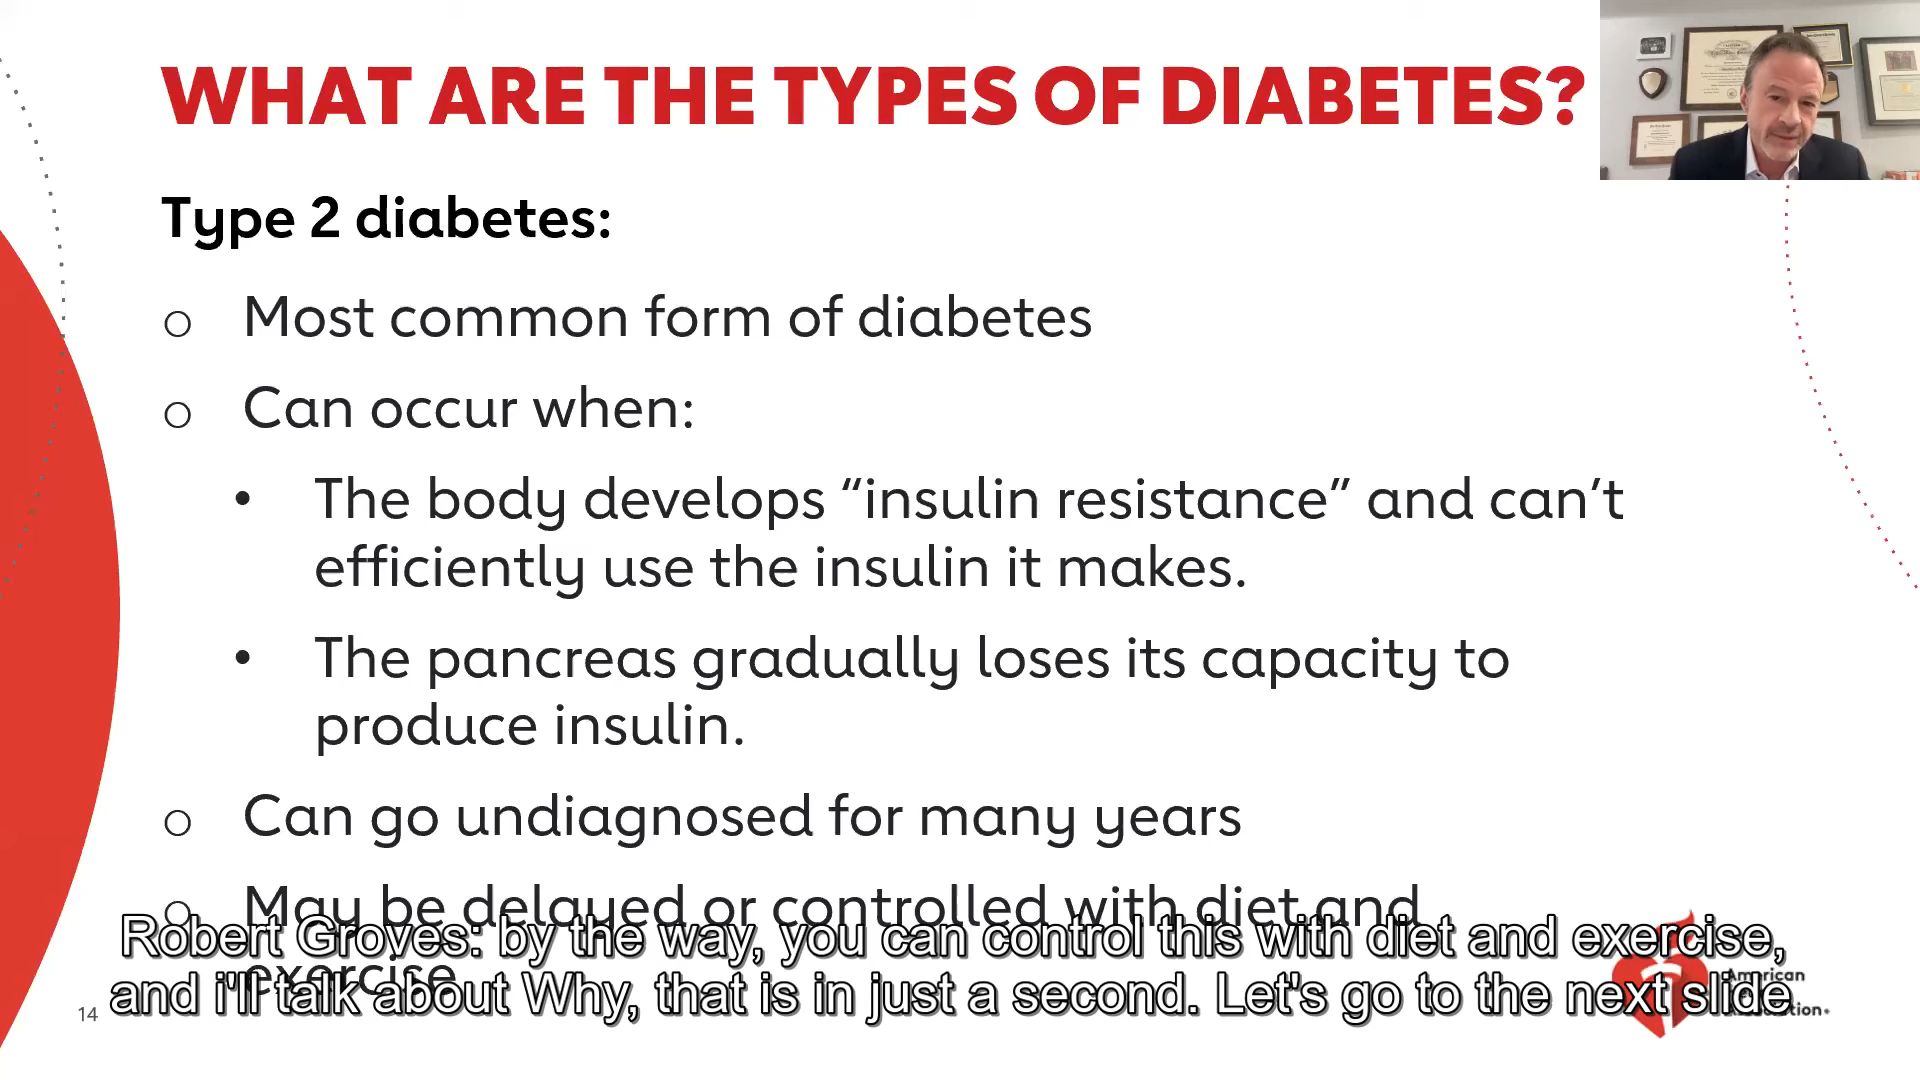 WHAT ARE THE TYPES OF DIABETES?
Type 2 diabetes:
o Most common form of diabetes
o Can occur when:
• The body develops “insulin resistance” and can’t
efficiently use the insulin it makes.
• The pancreas gradually loses its capacity to
produce insulin.
o Can go undiagnosed for many years
o May be delayed or controlled with diet and
exercise
Robert Groves: by the way, you can control this with diet and exercise,
and i'll talk about Why, that is in just a second. Let's go to the next slide
14
American